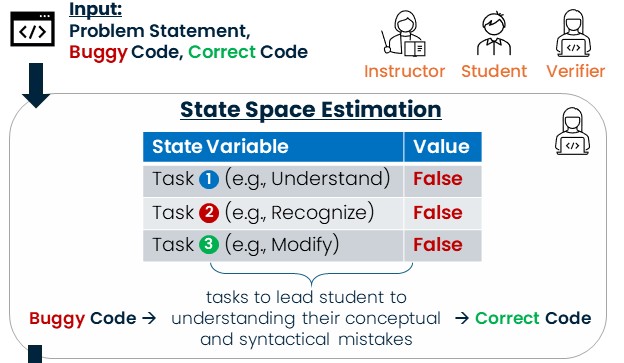 Input:
Problem Statement,
Buggy Code, Correct Code
</>
Instructor Student Verifier
</>
State Space Estimation
</>
State Variable Value
Task 1 (e.g., Understand) False
Task 2 (e.g., Recognize) False
Task 3 (e.g., Modify) False
tasks to lead student to
Buggy Code → understanding their conceptual → Correct Code
and syntactical mistakes